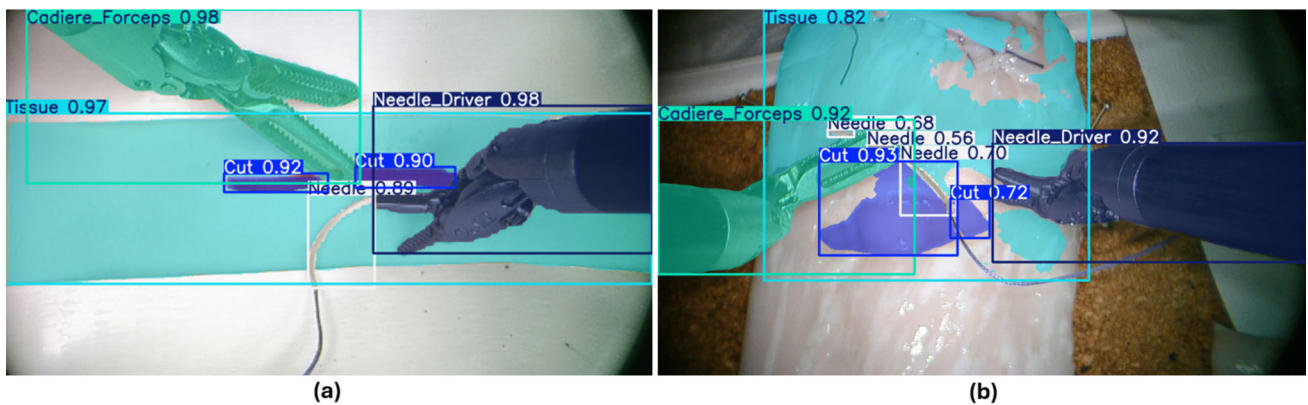 Cadiere_Forceps 0.98
Tissue 0.97
Needle_Driver 0.98
Cut 0.92
Cut 0.90
Needle 0.89
(a)
Tissue 0.82
Cadiere_Forceps 0.92
Needle 0.68
Needle 0.56
Needle_Driver 0.92
Cut 0.93
Needle 0.70
Cut 0.72
(b)